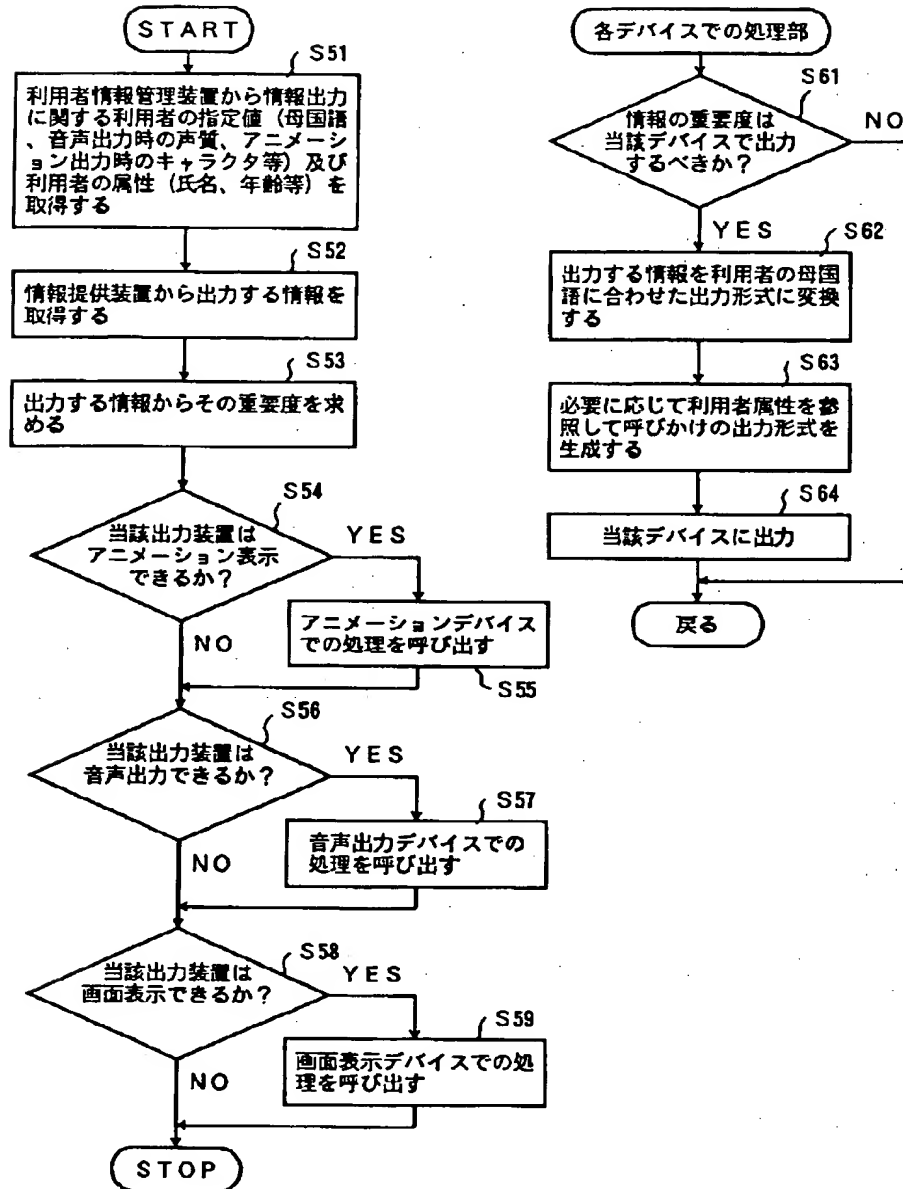 START
S51
利用者情報管理装置から情報出力
に関する利用者の指定値（母国語
、音声出力時の声質、アニメーシ
ョン出力時のキャラクタ等）及び
利用者の属性（氏名、年齢等）を
取得する
S52
情報提供装置から出力する情報を
取得する
S53
出力する情報からその重要度を求
める
S54
当該出力装置は
アニメーション表示
できるか？
YES
NO
アニメーションデバイス
での処理を呼び出す
S55
S56
当該出力装置は
音声出力できるか？
YES
NO
S57
音声出力デバイスでの
処理を呼び出す
S58
当該出力装置は
画面表示できるか？
YES
NO
S59
画面表示デバイスでの処
理を呼び出す
STOP
各デバイスでの処理部
S61
情報の重要度は
当該デバイスで出力
するべきか？
NO
YES
S62
出力する情報を利用者の母国
語に合わせた出力形式に変換
する
S63
必要に応じて利用者属性を参
照して呼びかけの出力形式を
生成する
S64
当該デバイスに出力
戻る